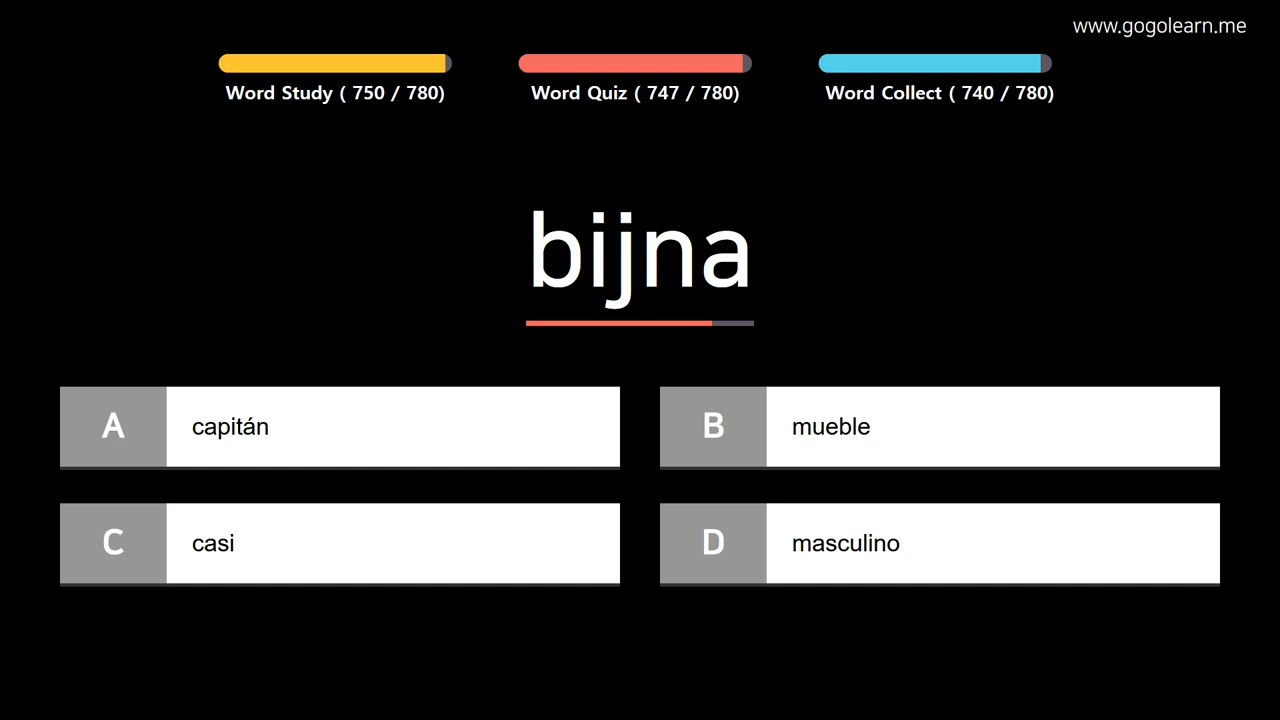 www.gogolearn.me
Word Study ( 750 / 780)
Word Quiz ( 747 / 780)
Word Collect ( 740 / 780)
bijna
A capitán
B mueble
C casi
D masculino